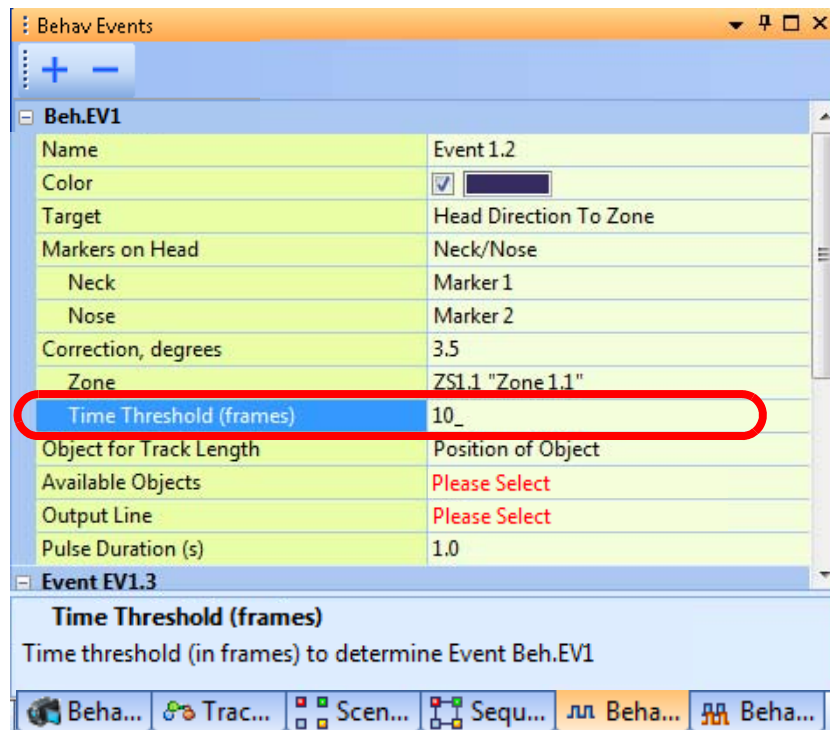 Behav Events
Beh.EV1
Name Event 1.2
Color
Target Head Direction To Zone
Markers on Head Neck/Nose
Neck Marker 1
Nose Marker 2
Correction, degrees 3.5
Zone ZS1.1 "Zone 1.1"
Time Threshold (frames) 10_
Object for Track Length Position of Object
Available Objects Please Select
Output Line Please Select
Pulse Duration (s) 1.0
Event EV1.3
Time Threshold (frames)
Time threshold (in frames) to determine Event Beh.EV1
Beha... Trac... Scen... Sequ... Beha... Beha...